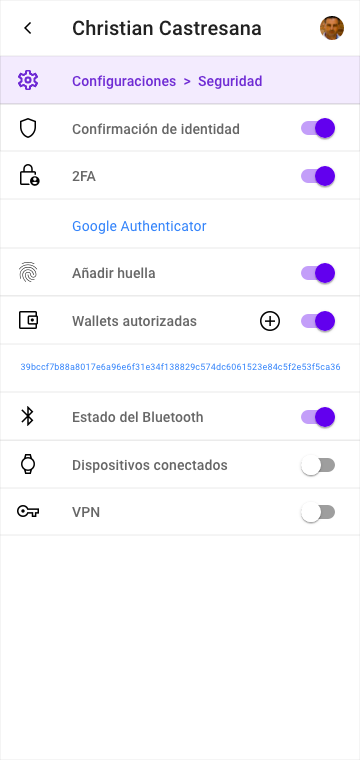 Christian Castresana
Configuraciones > Seguridad
Confirmación de identidad
2FA
Google Authenticator
Añadir huella
Wallets autorizadas
39bccf7b88a8017e6a96e6f31e34f138829c574dc6061523e84c5f2e53f5ca36
Estado del Bluetooth
Dispositivos conectados
VPN